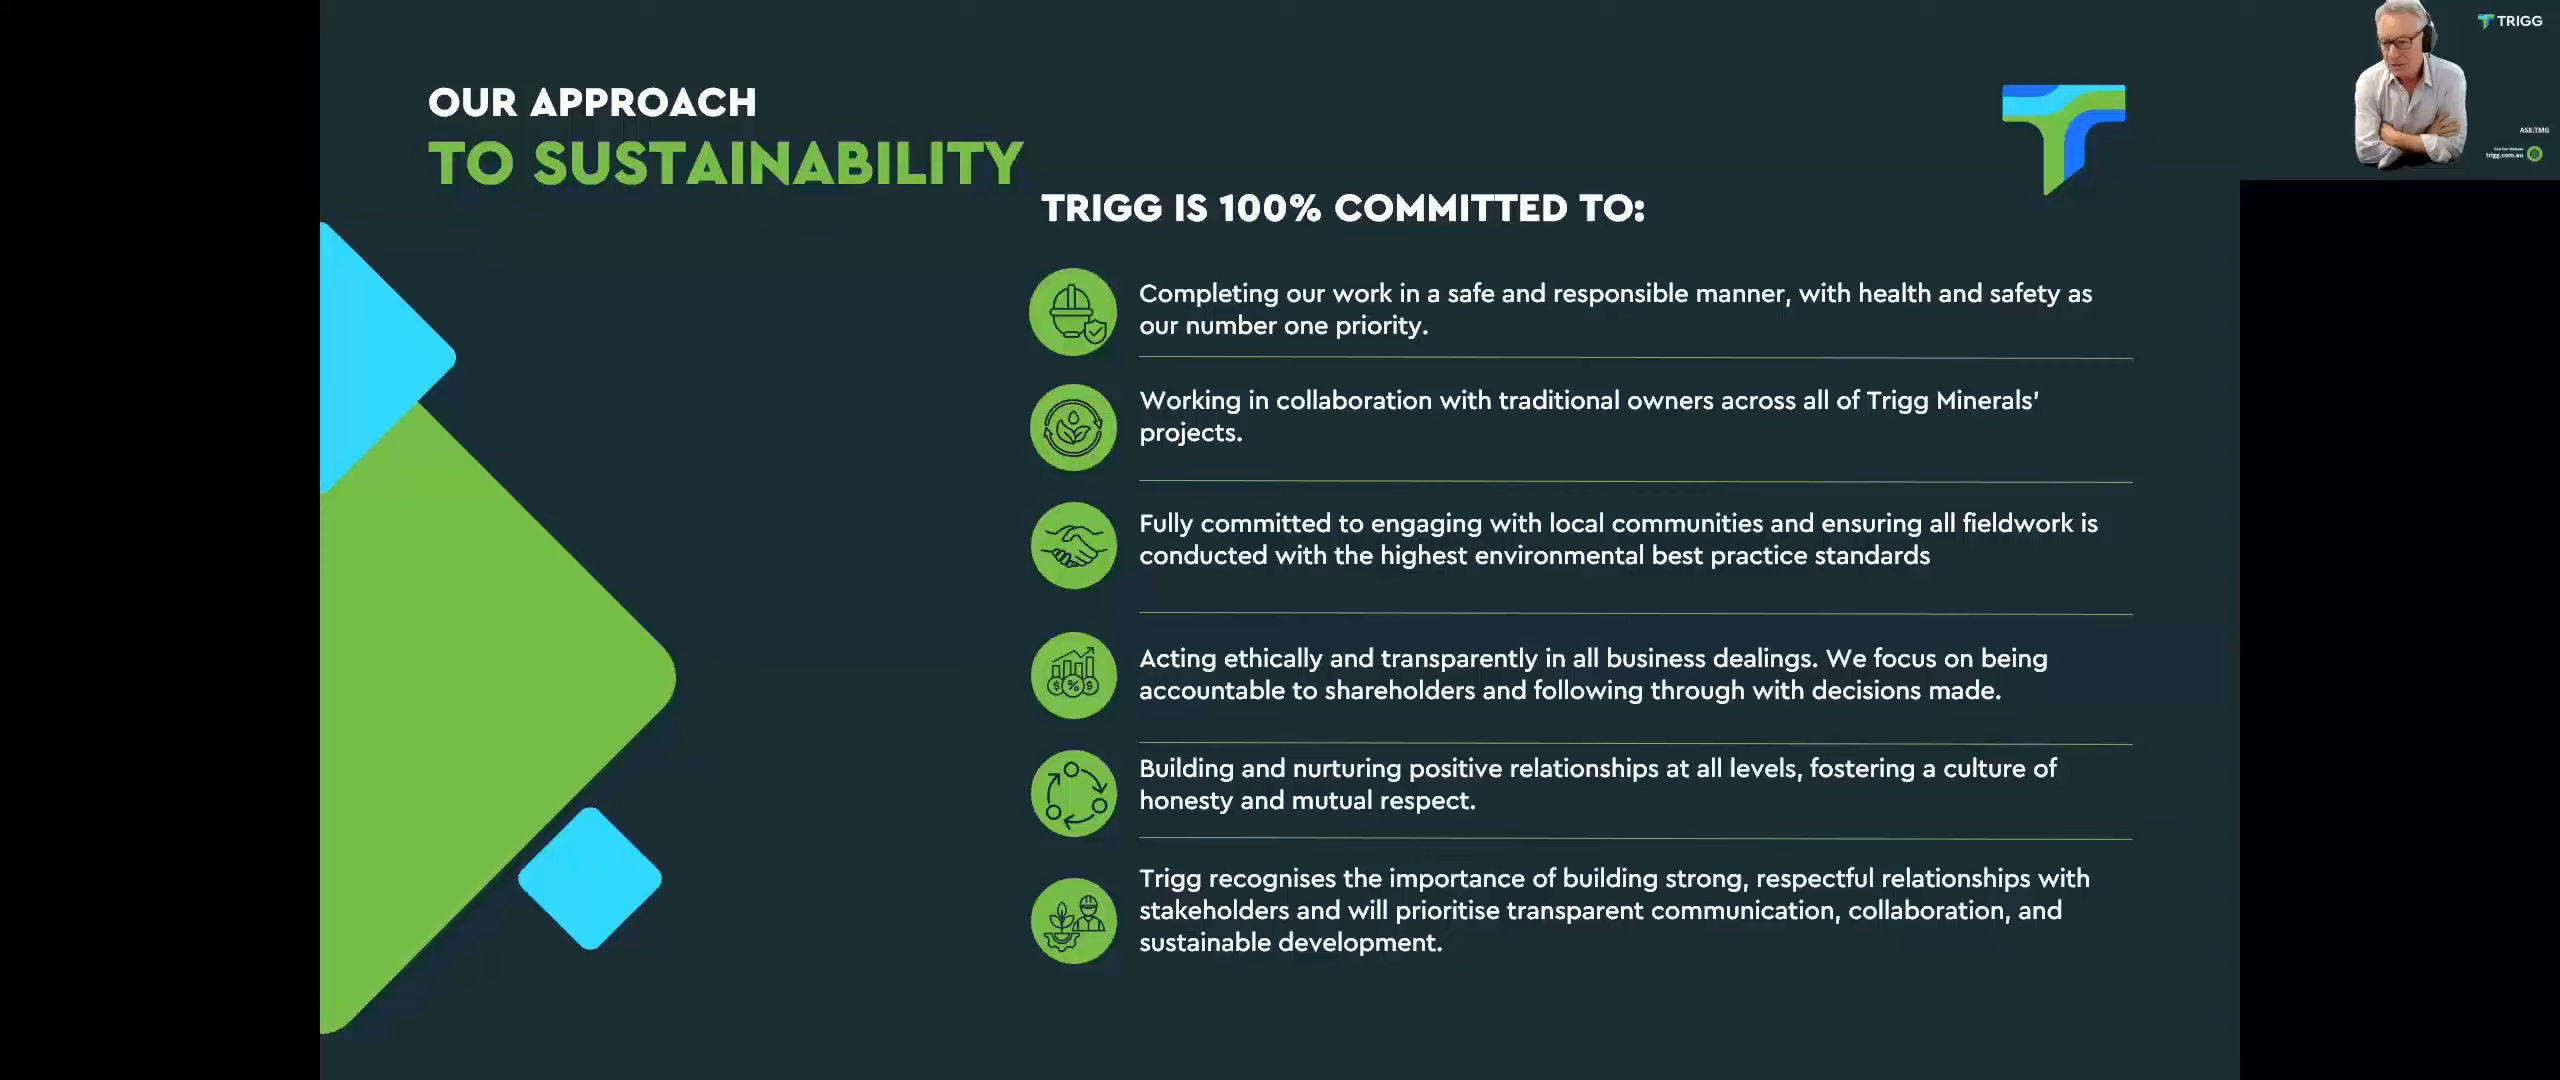 OUR APPROACH
TO SUSTAINABILITY
TRIGG IS 100% COMMITTED TO:
Completing our work in a safe and responsible manner, with health and safety as
our number one priority.
Working in collaboration with traditional owners across all of Trigg Minerals'
projects.
Fully committed to engaging with local communities and ensuring all fieldwork is
conducted with the highest environmental best practice standards
Acting ethically and transparently in all business dealings. We focus on being
accountable to shareholders and following through with decisions made.
Building and nurturing positive relationships at all levels, fostering a culture of
honesty and mutual respect.
Trigg recognises the importance of building strong, respectful relationships with
stakeholders and will prioritise transparent communication, collaboration, and
sustainable development.
TRIGG
ASX:TMG
Visit Our Website
trigg.com.au